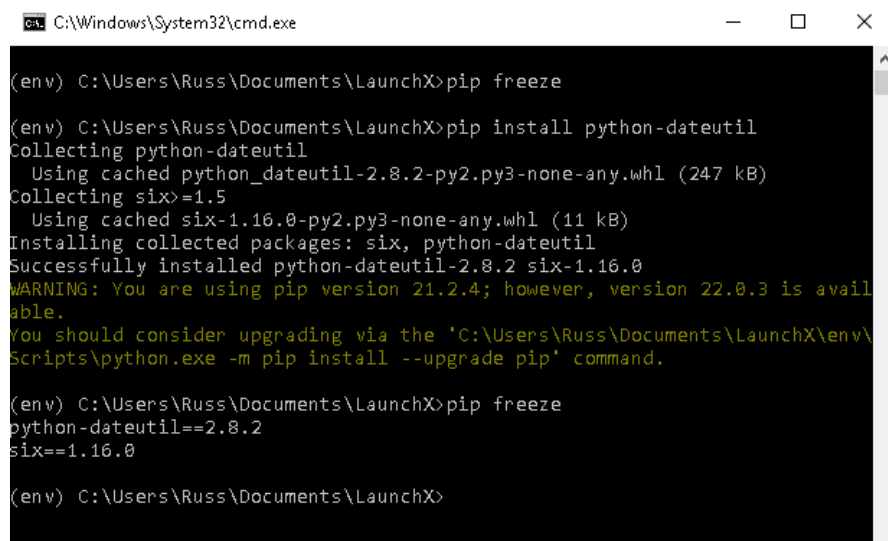 C:\Windows\System32\cmd.exe
(env) C:\Users\Russ\Documents\LaunchX>pip freeze
(env) C:\Users\Russ\Documents\LaunchX>pip install python-dateutil
Collecting python-dateutil
  Using cached python_dateutil-2.8.2-py2.py3-none-any.whl (247 kB)
Collecting six>=1.5
  Using cached six-1.16.0-py2.py3-none-any.whl (11 kB)
Installing collected packages: six, python-dateutil
Successfully installed python-dateutil-2.8.2 six-1.16.0
WARNING: You are using pip version 21.2.4; however, version 22.0.3 is avail
able.
You should consider upgrading via the 'C:\Users\Russ\Documents\LaunchX\env\
Scripts\python.exe -m pip install --upgrade pip' command.
(env) C:\Users\Russ\Documents\LaunchX>pip freeze
python-dateutil==2.8.2
six==1.16.0
(env) C:\Users\Russ\Documents\LaunchX>